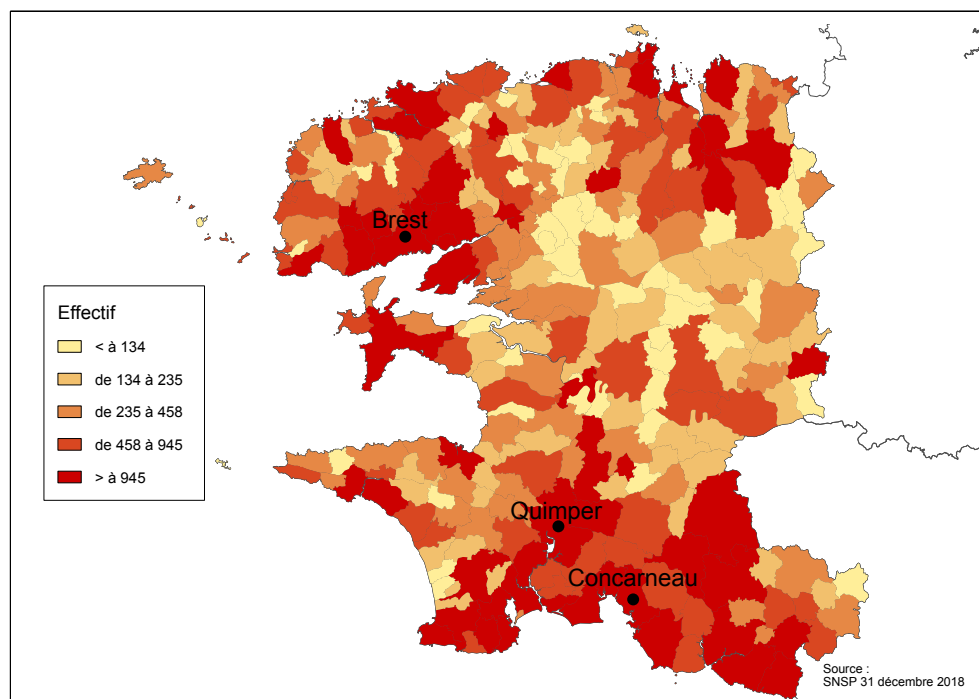 Brest
Effectif
< à 134
de 134 à 235
de 235 à 458
de 458 à 945
> à 945
Quimper
Concarneau
Source :
SNSP 31 décembre 2018